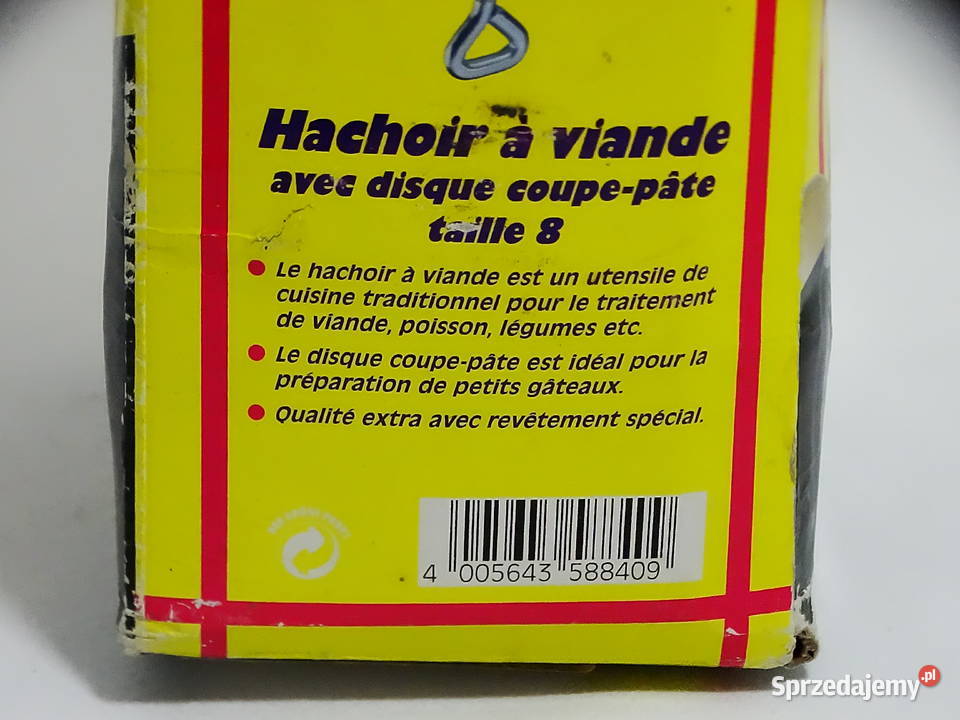 Hachoir à viande
avec disque coupe-pâte
taille 8
Le hachoir à viande est un utensile de
cuisine traditionnel pour le traitement
de viande, poisson, légumes etc.
Le disque coupe-pâte est idéal pour la
préparation de petits gâteaux.
Qualité extra avec revêtement spécial.
4 005643 588409
Sprzedajemy.pl